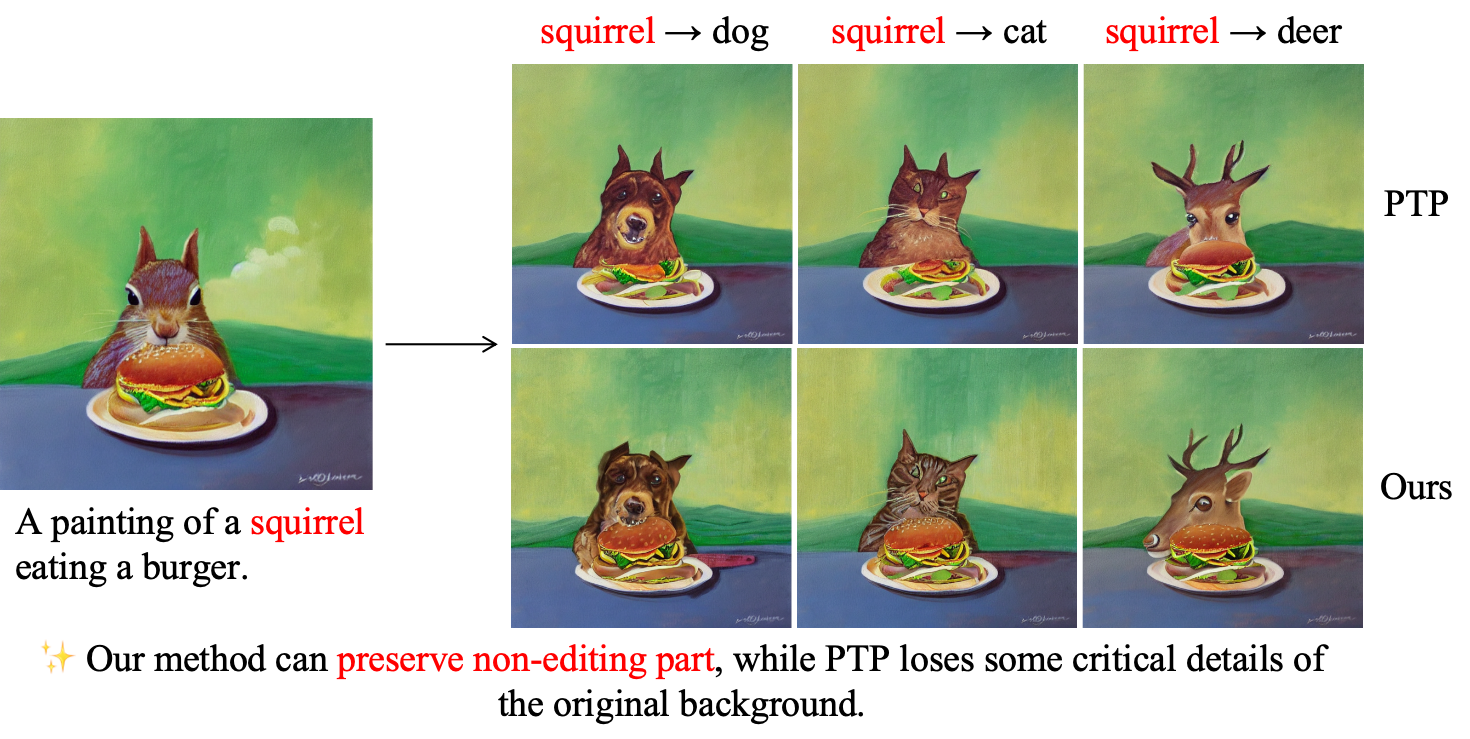 squirrel → dog
squirrel → cat
squirrel → deer
PTP
Ours
A painting of a squirrel
eating a burger.
✨ Our method can preserve non-editing part, while PTP loses some critical details of
the original background.